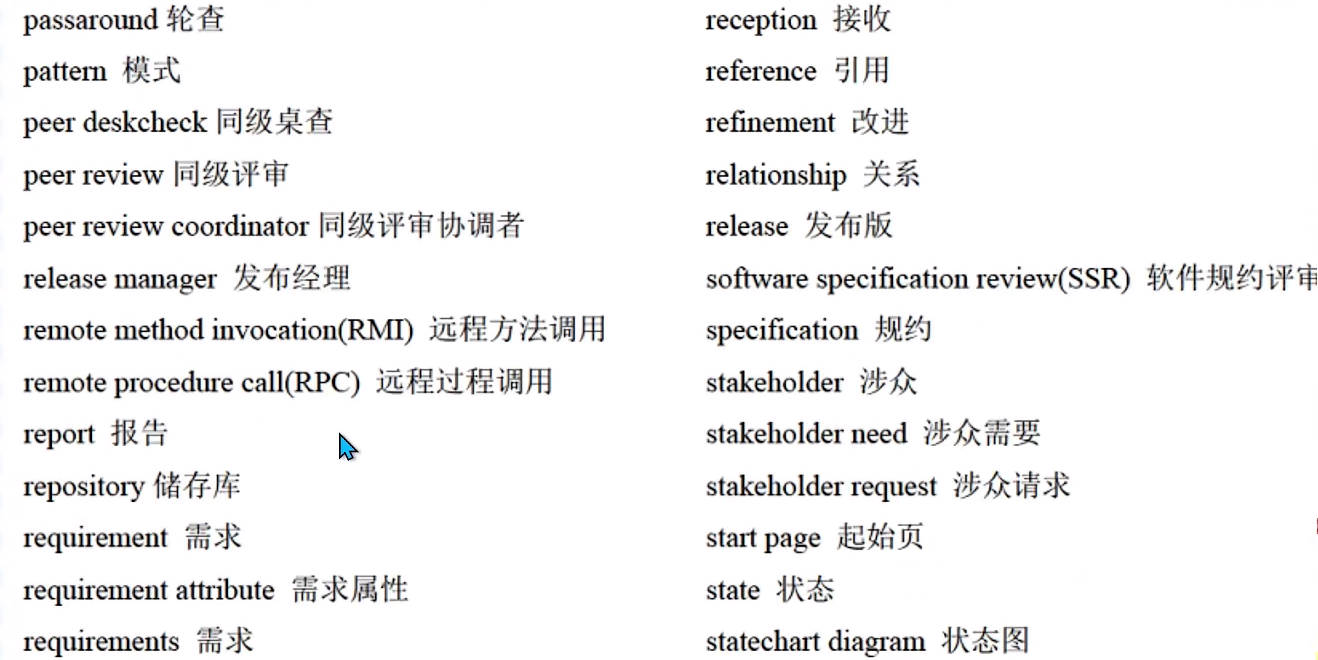 passaround 轮查
pattern 模式
peer deskcheck 同级桌查
peer review 同级评审
peer review coordinator 同级评审协调者
release manager 发布经理
remote method invocation(RMI) 远程方法调用
remote procedure call(RPC) 远程过程调用
report 报告
repository 储存库
requirement 需求
requirement attribute 需求属性
requirements 需求
reception 接收
reference 引用
refinement 改进
relationship 关系
release 发布版
software specification review(SSR) 软件规约评审
specification 规约
stakeholder 涉众
stakeholder need 涉众需要
stakeholder request 涉众请求
start page 起始页
state 状态
statechart diagram 状态图